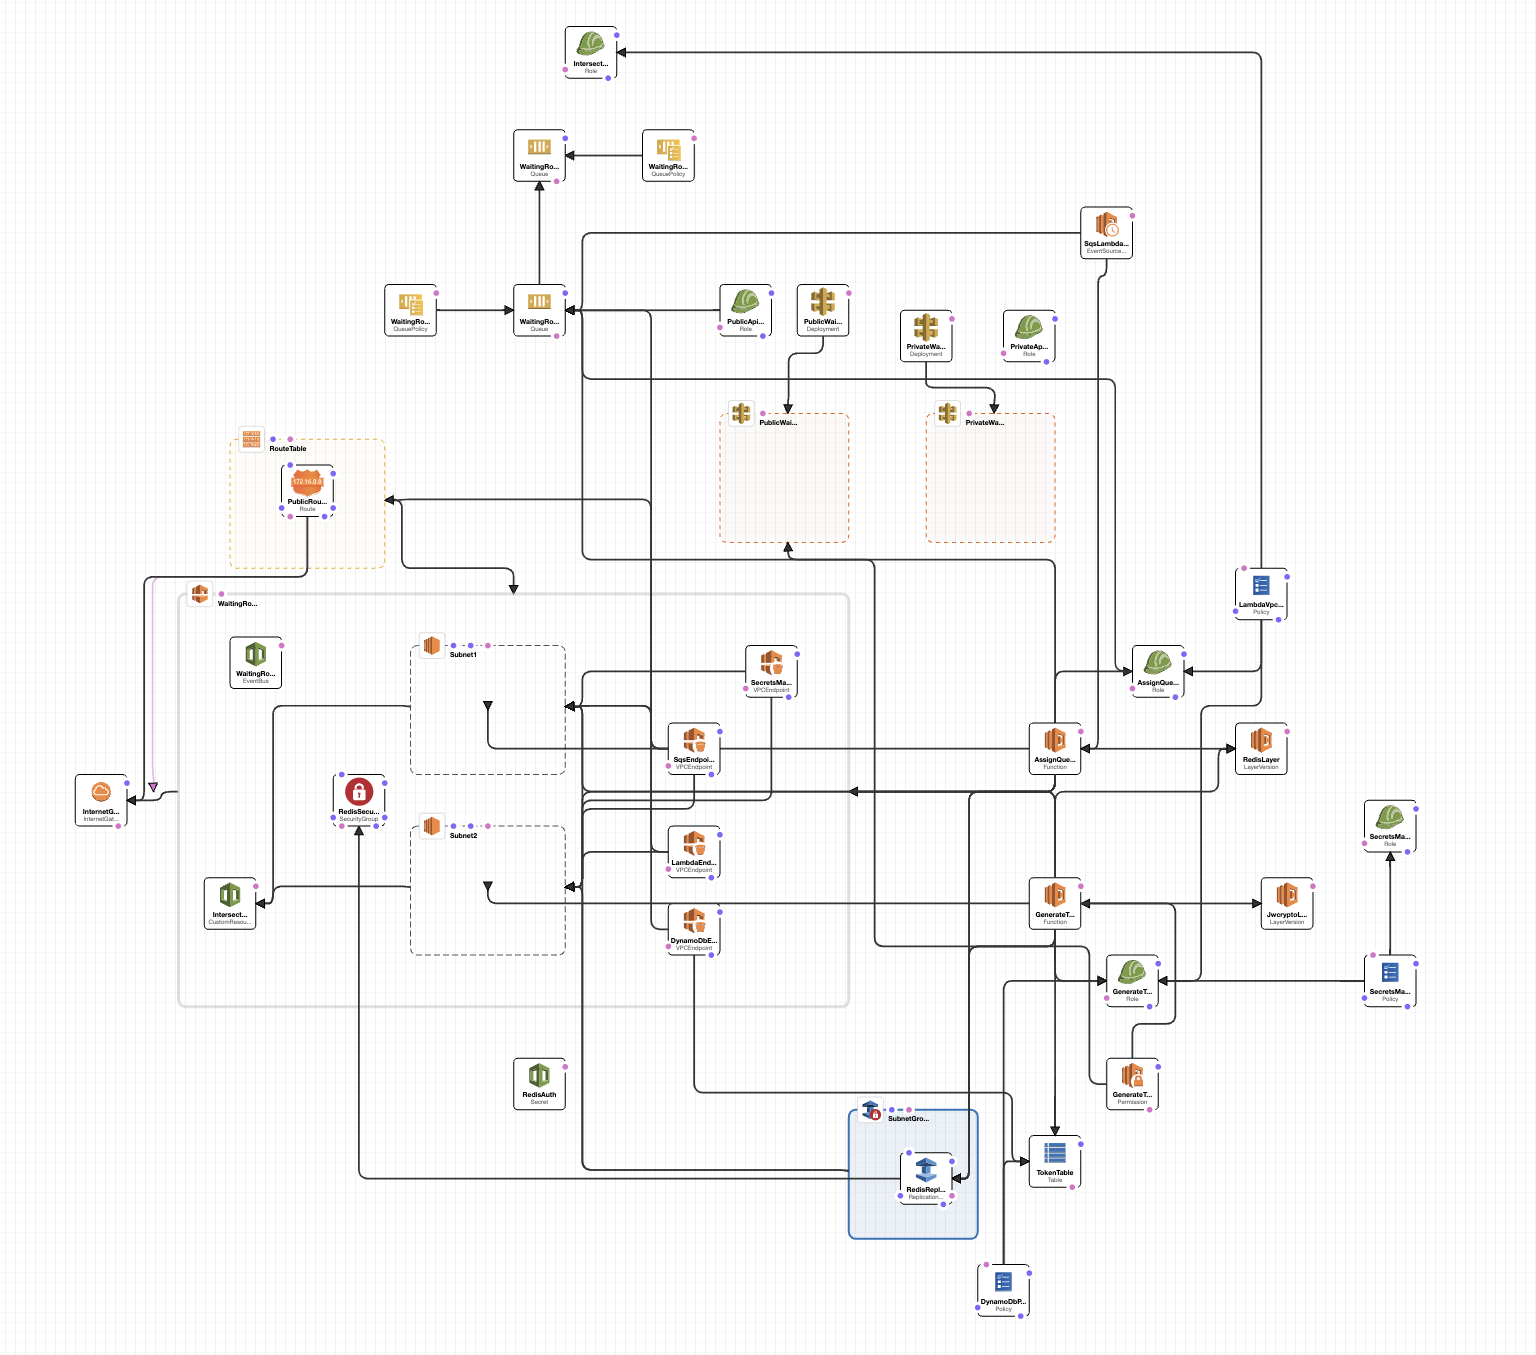 Intersect...
Role
WaitingRo...
Queue
WaitingRo...
QueuePolicy
SqsLambda...
EventSource...
WaitingRo...
QueuePolicy
WaitingRo...
Queue
PublicApi...
Role
PublicWai...
Deployment
PrivateWa...
Deployment
PrivateAp...
Role
PublicWai...
PrivateWa...
RouteTable
172.16.0.0
PublicRou...
Route
WaitingRo...
LambdaVpc...
Policy
WaitingRo...
EventBus
Subnet1
SecretsMa...
VPCEndpoint
AssignQue...
Role
SqsEndpoi...
VPCEndpoint
AssignQue...
Function
RedisLayer
LayerVersion
InternetG...
InternetGat...
RedisSecu...
SecurityGroup
Subnet2
SecretsMa...
Role
LambdaEnd...
VPCEndpoint
Intersect...
CustomResou...
DynamoDbE...
VPCEndpoint
GenerateT...
Function
JwcryptoL...
LayerVersion
GenerateT...
Role
SecretsMa...
Policy
RedisAuth
Secret
GenerateT...
Permission
SubnetGro...
RedisRepl...
Replication...
TokenTable
Table
DynamoDbP...
Policy